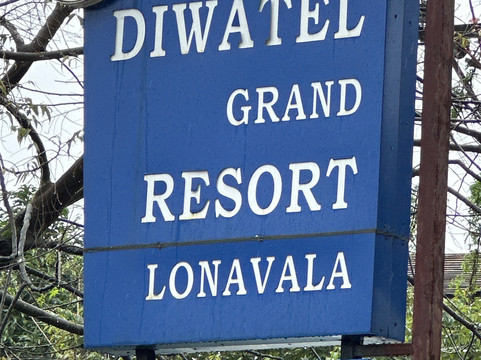 DIWATEL
GRAND
RESORT
LONAVALA